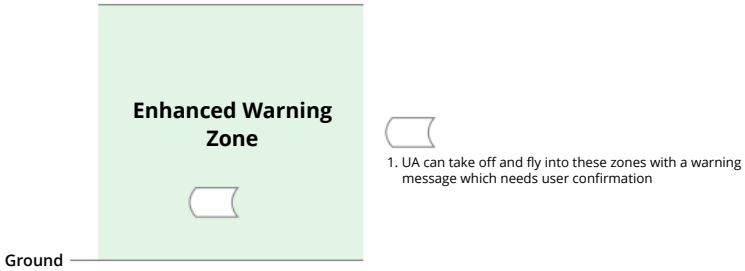 Enhanced Warning
Zone
1. UA can take off and fly into these zones with a warning
message which needs user confirmation
Ground